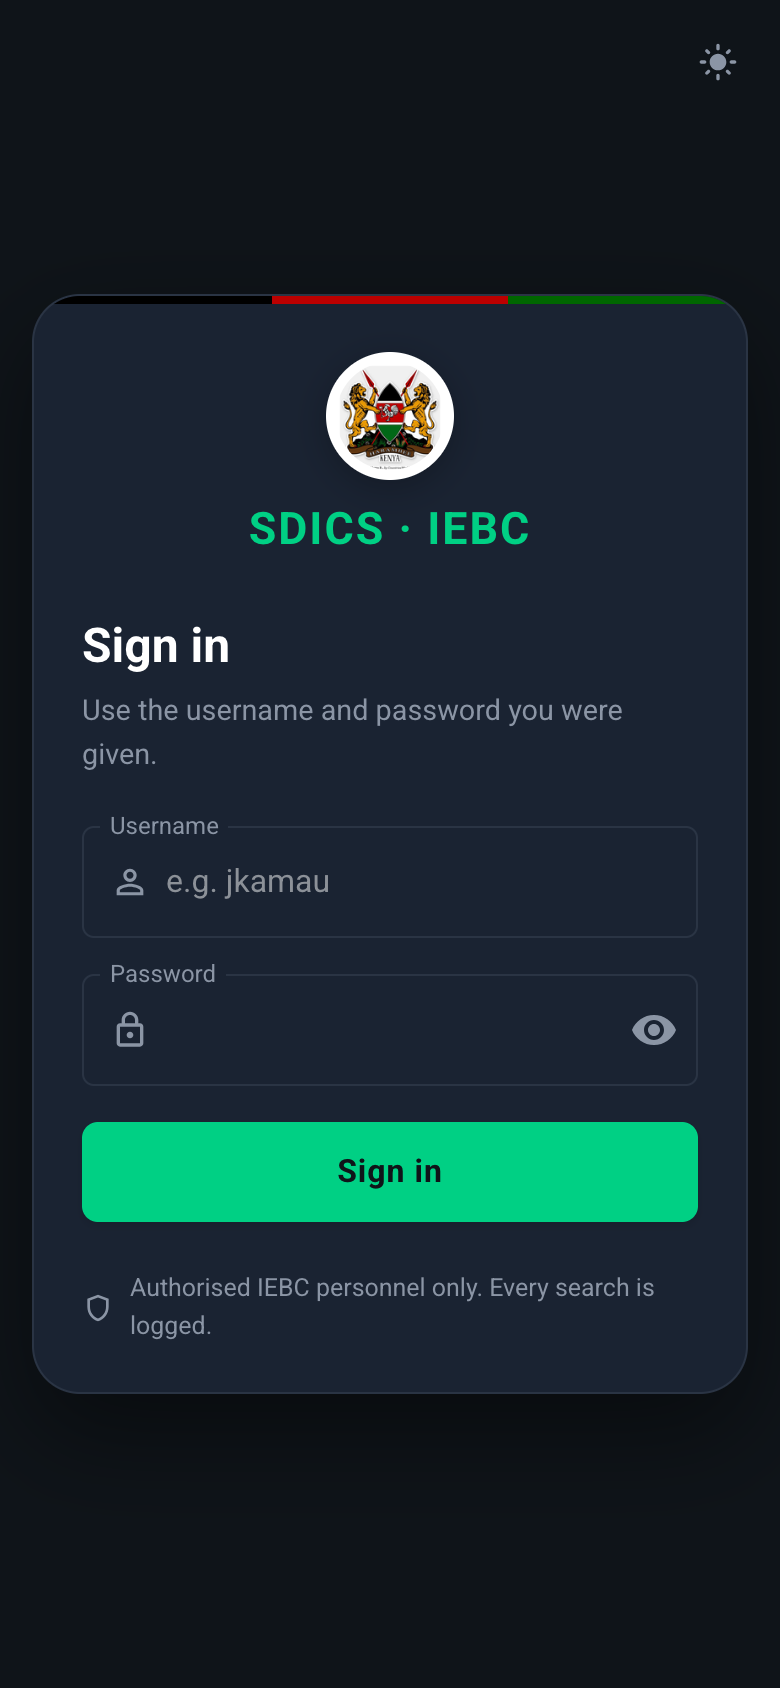 KENYA
SDICS · IEBC
Sign in
Use the username and password you were
given.
Username
e.g. jkamau
Password
Sign in
Authorised IEBC personnel only. Every search is
logged.